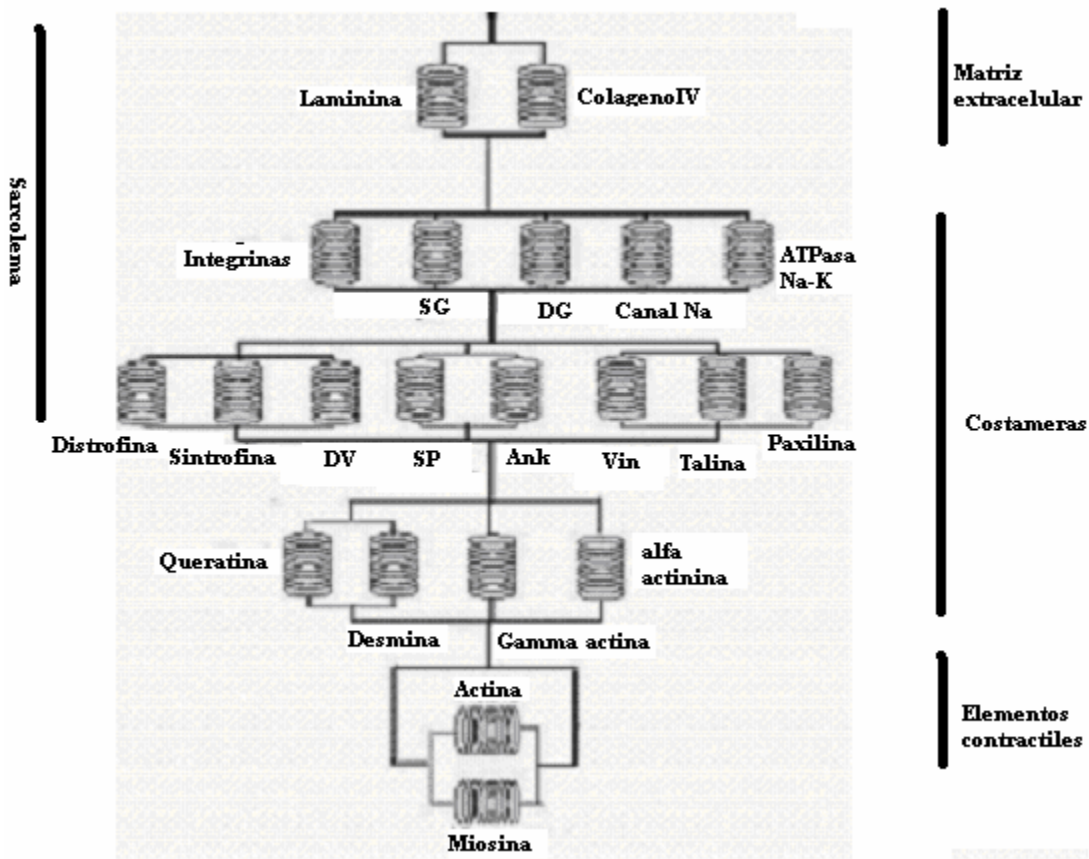 Matriz
extracelular
Laminina
ColagenoIV
Sarcolema
Integrinas
ATPasa
Na-K
SG
DG
Canal Na
Costameras
Distrofina
Sintrofina
DV
SP
Ank
Vin
Talina
Paxilina
Queratina
alfa
actinina
Desmina
Gamma actina
Actina
Elementos
contractiles
Miosina